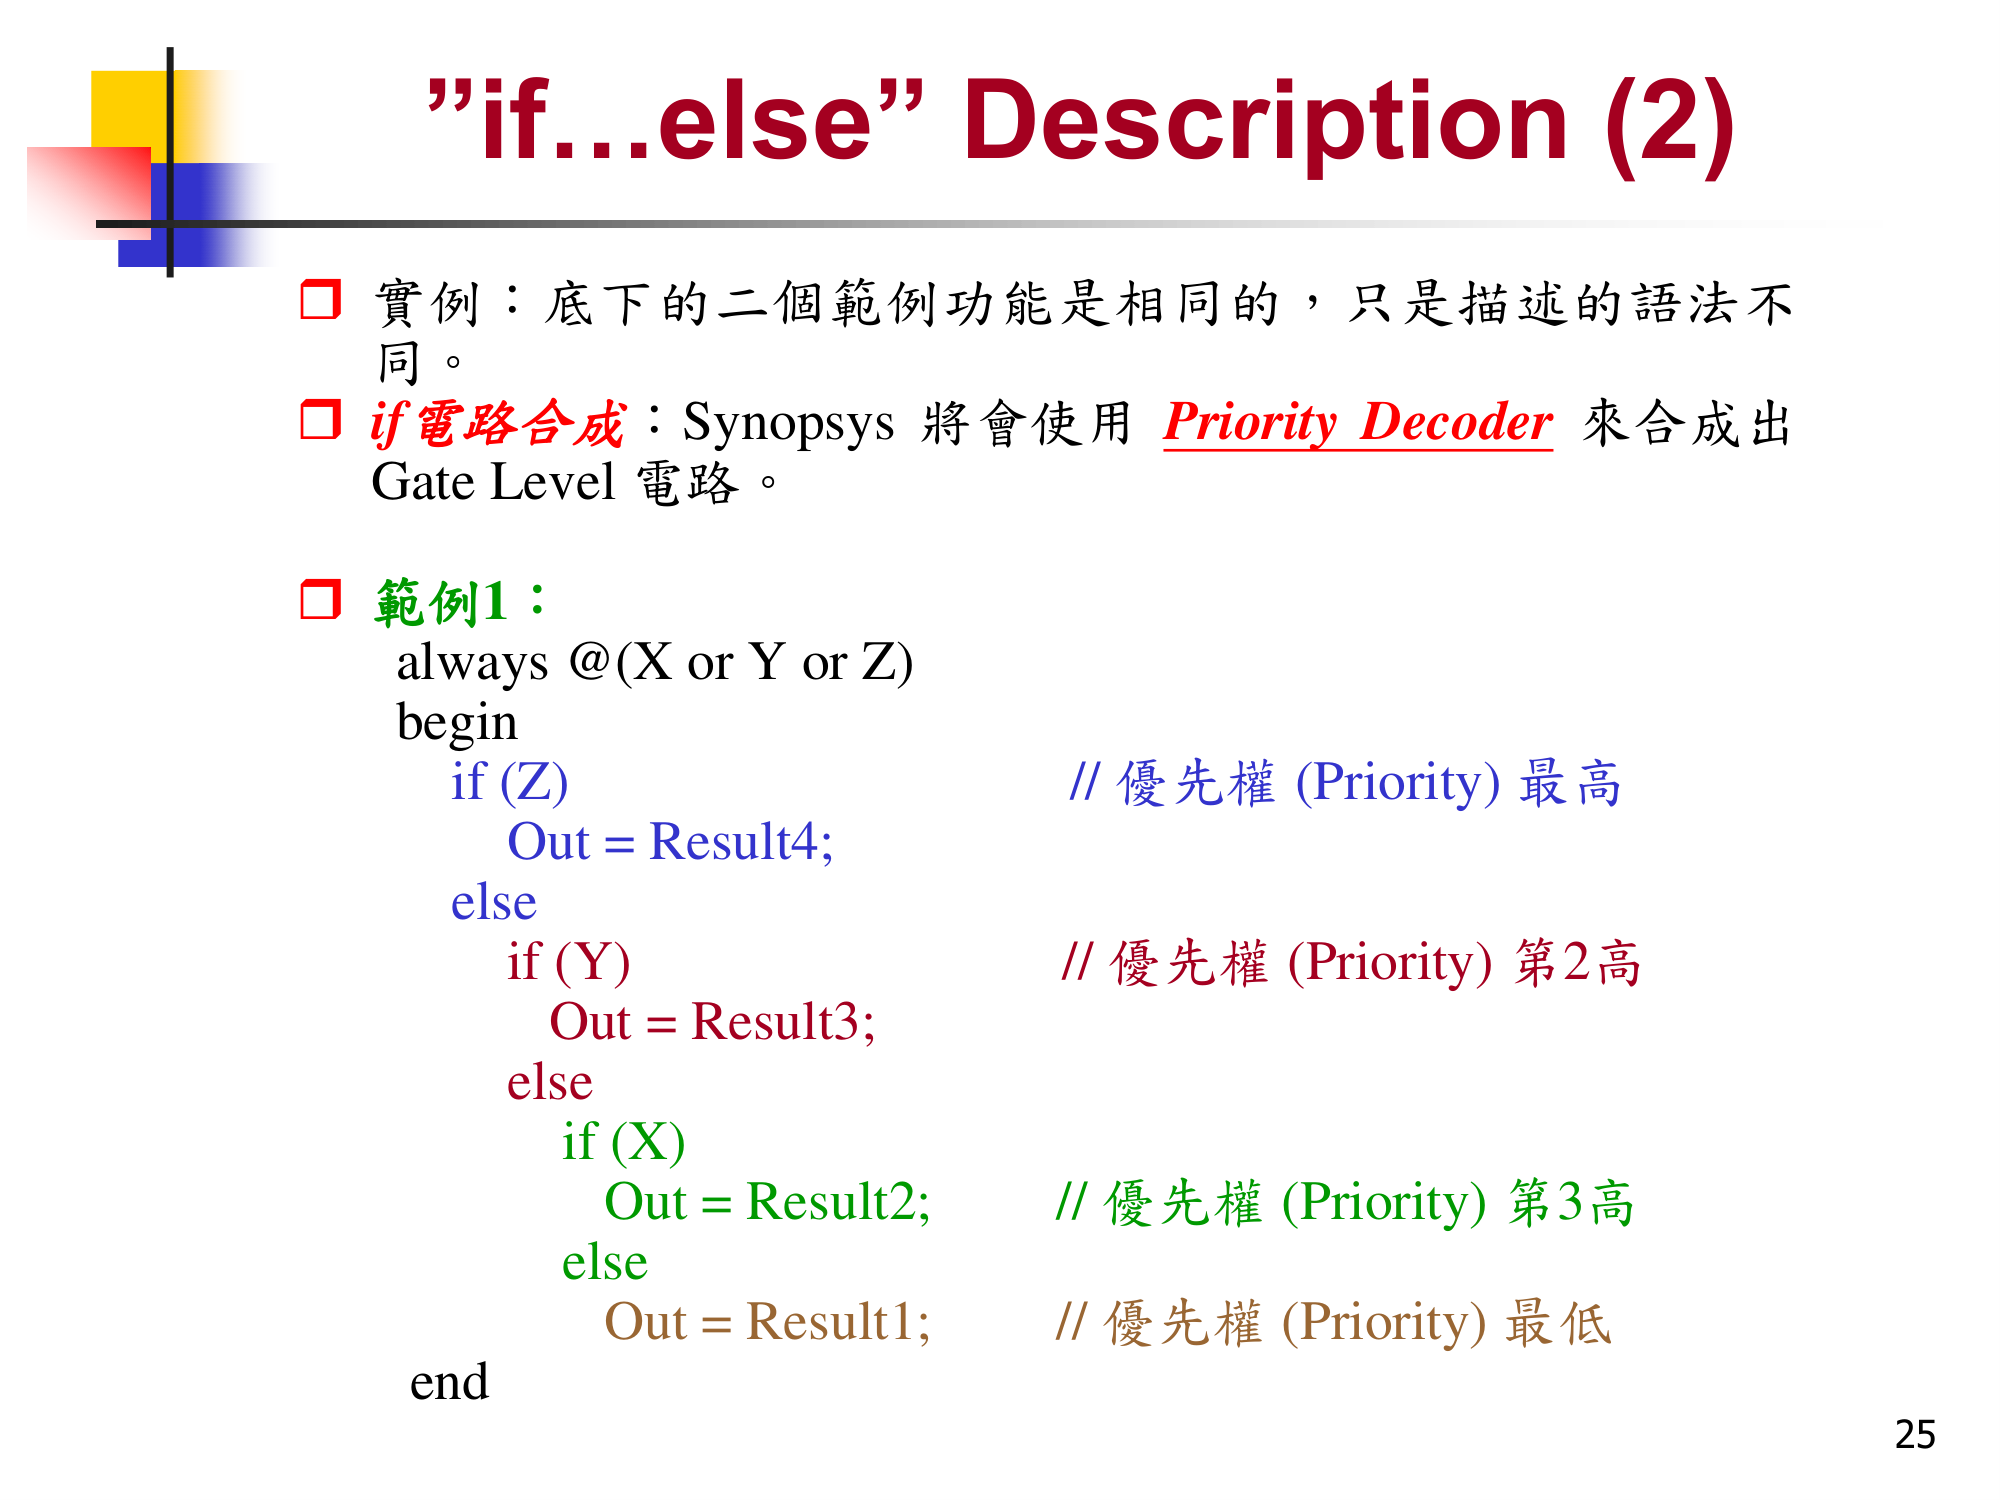 ”if…else” Description (2)
實例：底下的二個範例功能是相同的，只是描述的語法不
同。
if電路合成：Synopsys 將會使用 Priority Decoder 來合成出
Gate Level 電路。
範例1：
always @(X or Y or Z)
begin
if (Z) // 優先權 (Priority) 最高
Out = Result4;
else
if (Y) // 優先權 (Priority) 第2高
Out = Result3;
else
if (X)
Out = Result2; // 優先權 (Priority) 第3高
else
Out = Result1; // 優先權 (Priority) 最低
end
25